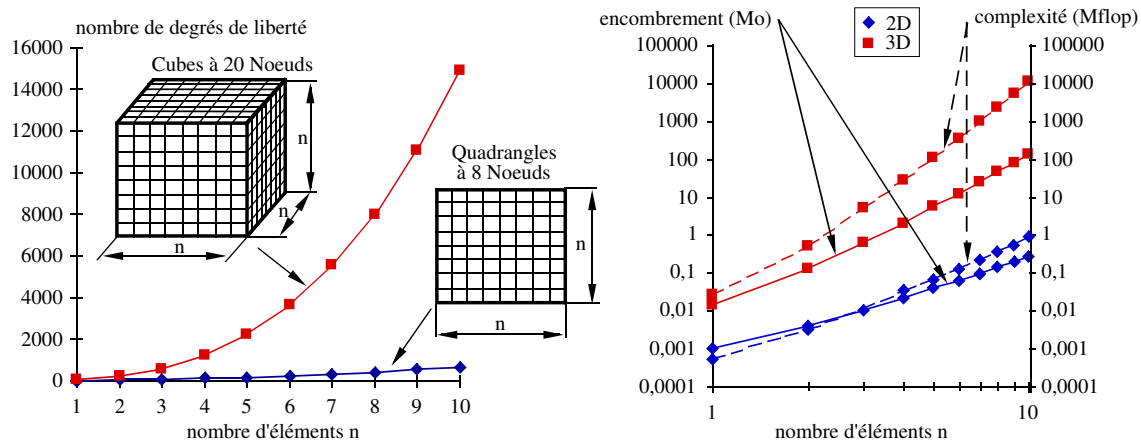 nombre de degrés de liberté
16000
14000
12000
10000
8000
6000
4000
2000
0
1 2 3 4 5 6 7 8 9 10
nombre d'éléments n
Cubes à 20 Noeuds
n
n
n
Quadrangles
à 8 Noeuds
n
n
encombrement (Mo)
2D
3D
complexité (Mflop)
100000
10000
1000
100
10
1
0,1
0,01
0,001
0,0001
100000
10000
1000
100
10
1
0,1
0,01
0,001
0,0001
1 10
nombre d'éléments n